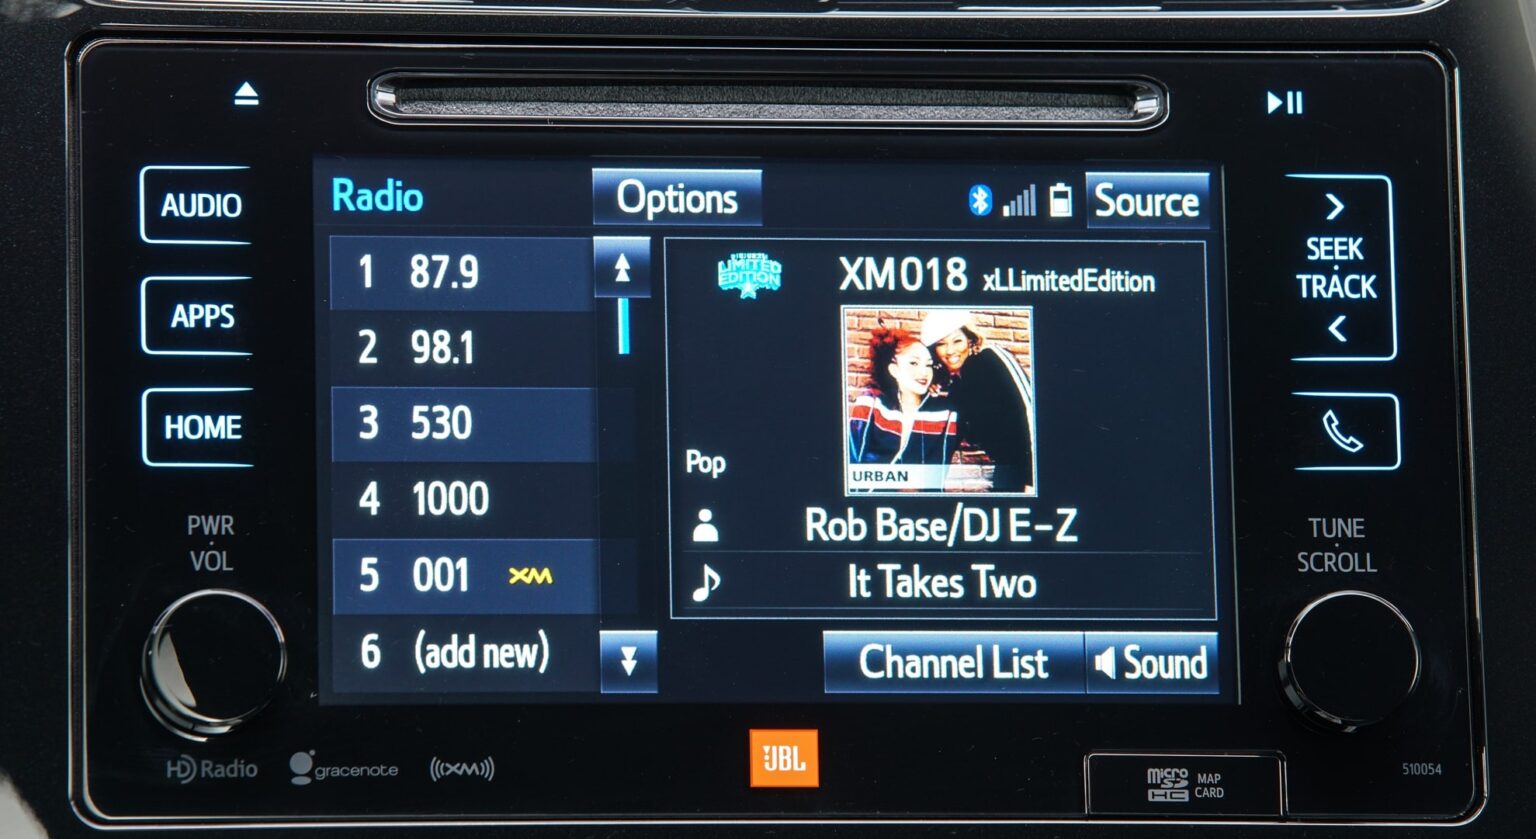 AUDIO
APPS
HOME
PWR
VOL
Radio
Options
Source
1 87.9
2 98.1
3 530
4 1000
5 001 XM
6 (add new)
LIMITED
EDITION
XM018 xLLimitedEdition
URBAN
Pop
Rob Base/DJ E-Z
It Takes Two
Channel List
Sound
SEEK
TRACK
TUNE
SCROLL
HD Radio
gracenote
((XM))
JBL
micro SD HC
MAP
CARD
510054